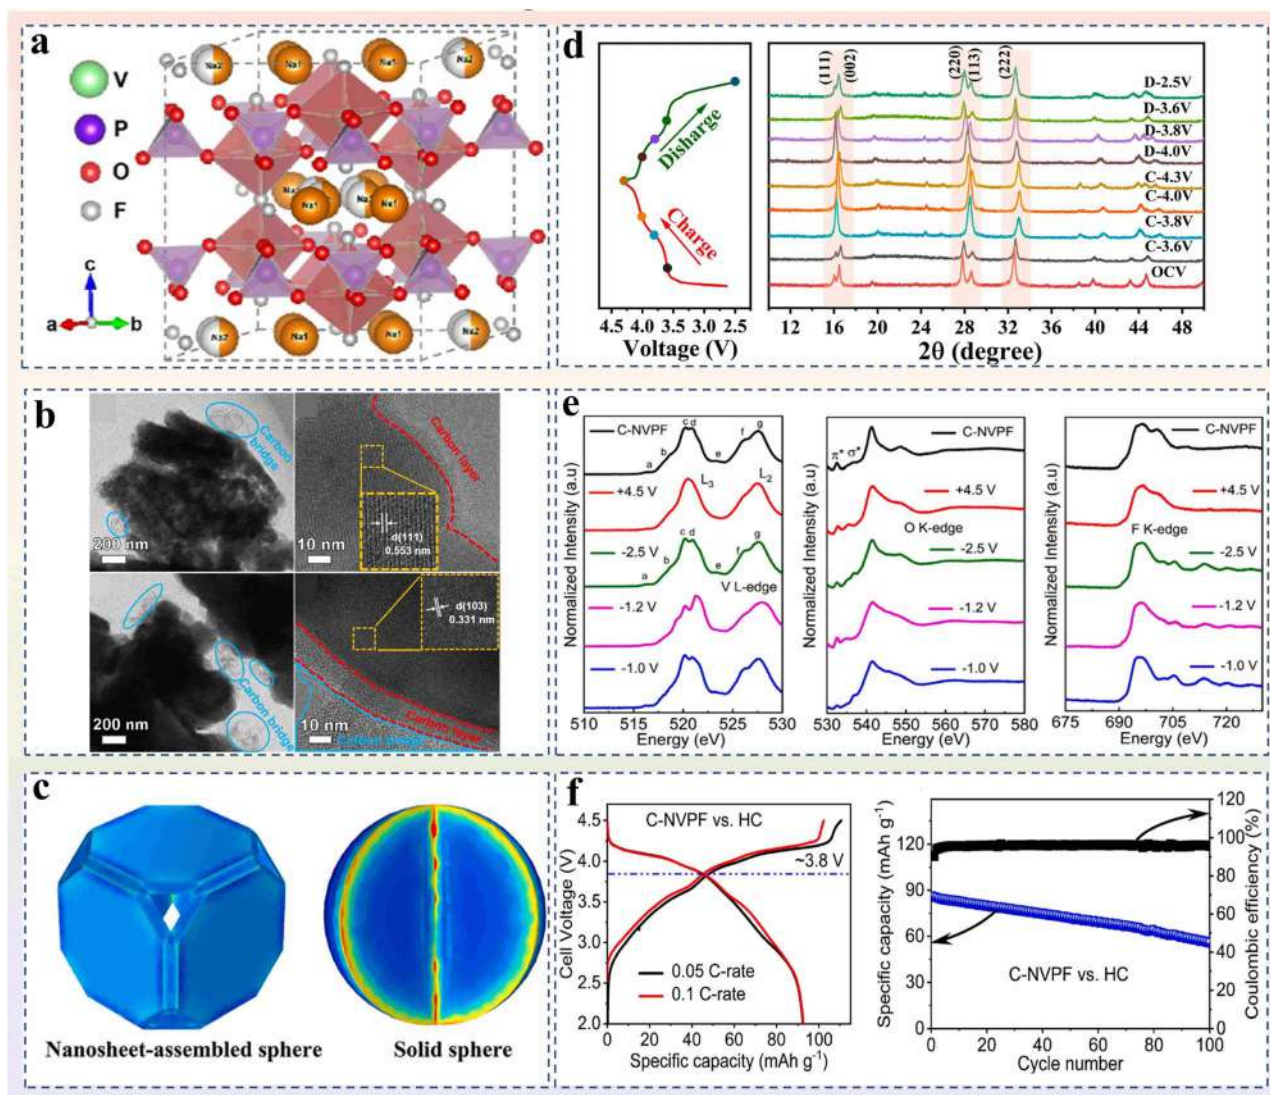 a
V
P
O
F
c
a
b
Na2
Na1
Na1
Na2
Na1
Na1
Na2
Na1
Na1
Na2
b
Carbon bridge
200 nm
Carbon layer
d(111)
0.553 nm
10 nm
200 nm
Carbon bridge
d(103)
0.331 nm
Carbon layer
10 nm
c
Nanosheet-assembled sphere
Solid sphere
d
Disharge
Charge
4.5 4.0 3.5 3.0 2.5
Voltage (V)
(111) (002) (220) (113) (222)
D-2.5V
D-3.6V
D-3.8V
D-4.0V
C-4.3V
C-4.0V
C-3.8V
C-3.6V
OCV
12 16 20 24 28 32 36 40 44 48
2θ (degree)
e
Normalized Intensity (a.u)
C-NVPF
a b c d e f g
+4.5 V
L3 L2
-2.5 V
a b c d e f g
V L-edge
-1.2 V
-1.0 V
510 515 520 525 530
Energy (eV)
Normalized Intensity (a.u)
C-NVPF
π* σ*
+4.5 V
O K-edge
-2.5 V
-1.2 V
-1.0 V
530 540 550 560 570 580
Energy (eV)
Normalized Intensity (a.u)
C-NVPF
+4.5 V
F K-edge
-2.5 V
-1.2 V
-1.0 V
675 690 705 720
Energy (eV)
f
Cell Voltage (V)
4.5
4.0
3.5
3.0
2.5
2.0
C-NVPF vs. HC
~3.8 V
0.05 C-rate
0.1 C-rate
0 20 40 60 80 100
Specific capacity (mAh g-1)
Specific capacity (mAh g-1)
120
90
60
30
0
C-NVPF vs. HC
120
100
80
60
40
20
0
Coulombic efficiency (%)
0 20 40 60 80 100
Cycle number